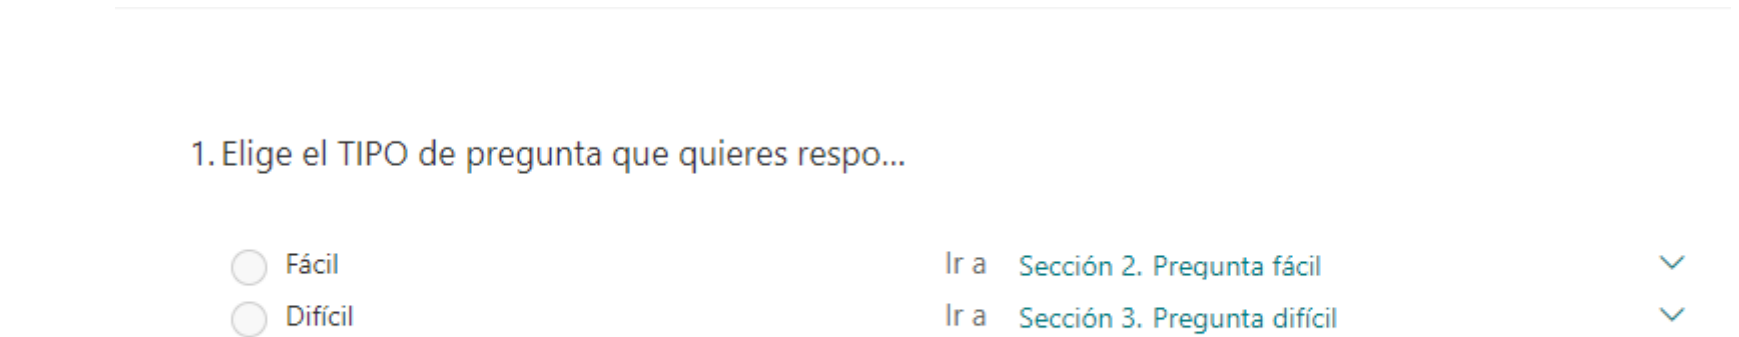 1. Elige el TIPO de pregunta que quieres respo...
Fácil Ir a Sección 2. Pregunta fácil
Difícil Ir a Sección 3. Pregunta difícil